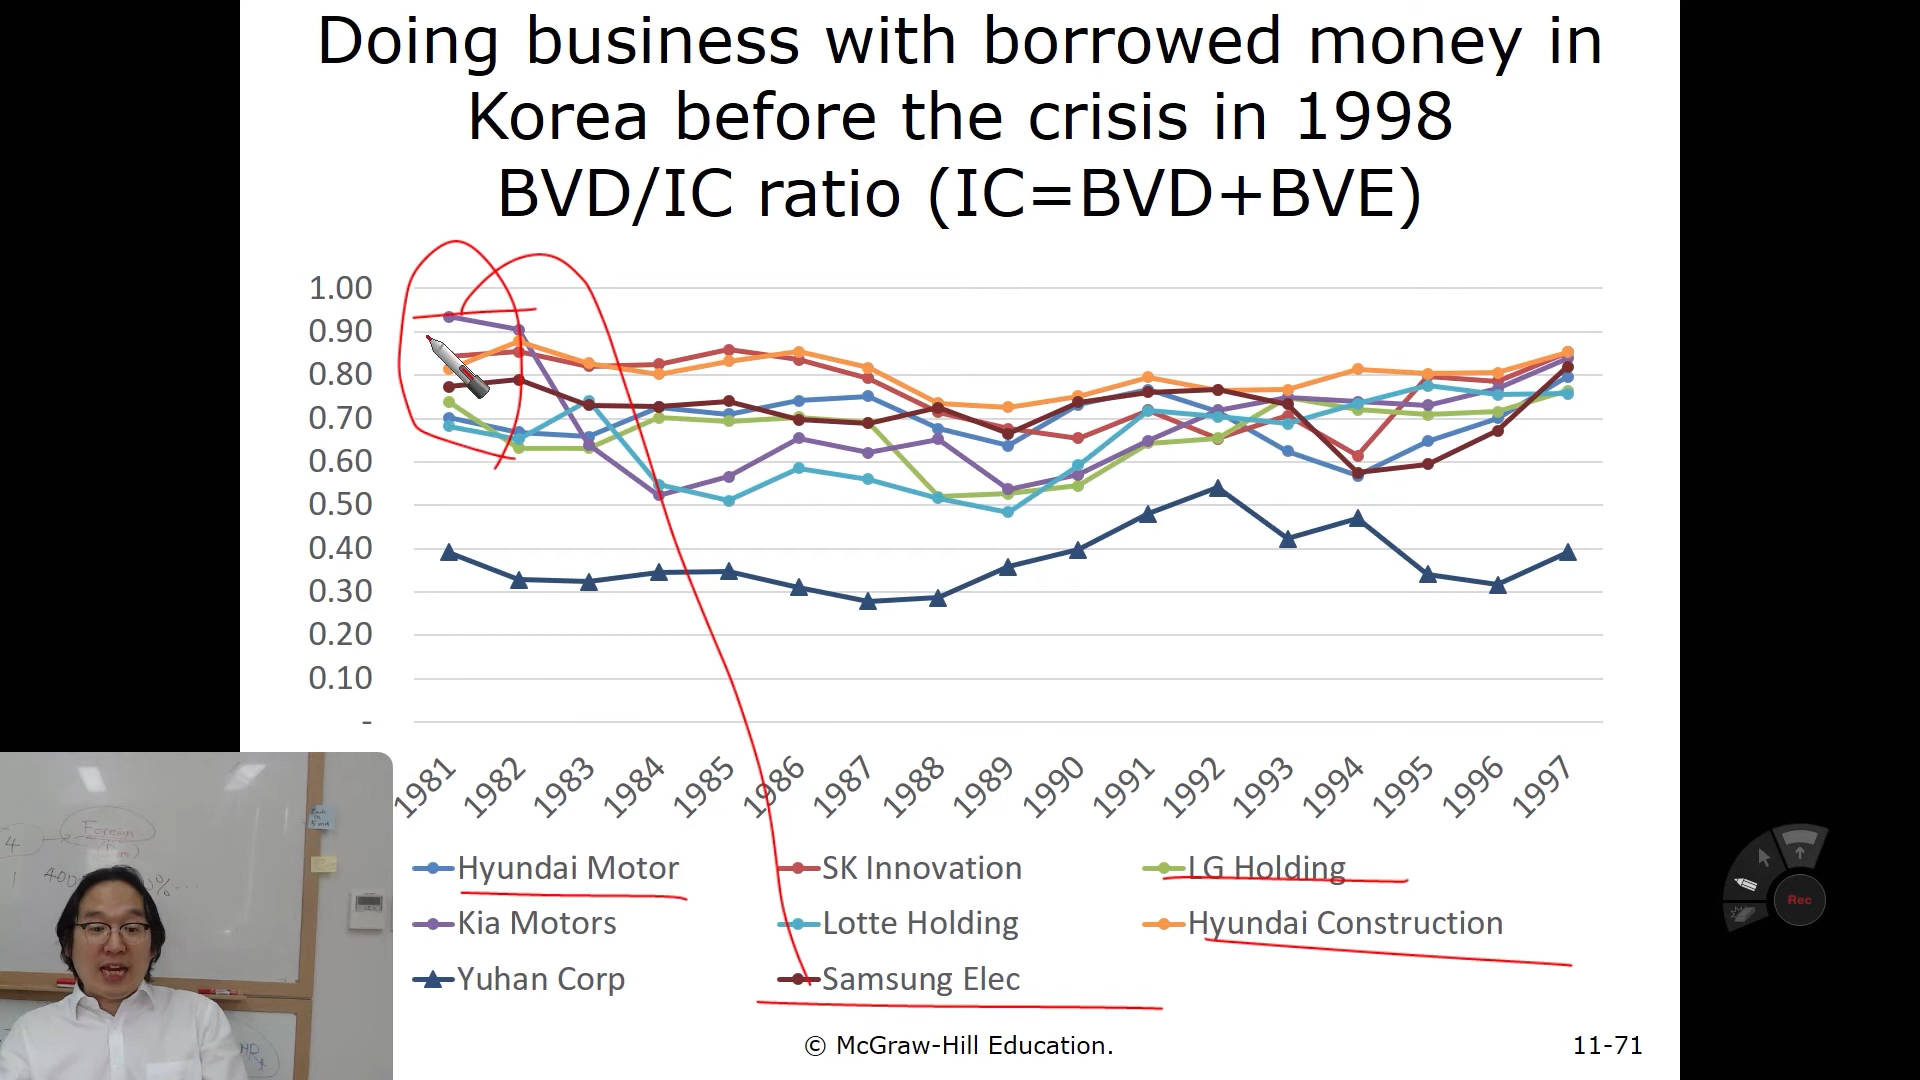 Doing business with borrowed money in
Korea before the crisis in 1998
BVD/IC ratio (IC=BVD+BVE)
1.00
0.90
0.80
0.70
0.60
0.50
0.40
0.30
0.20
0.10
-
1981 1982 1983 1984 1985 1986 1987 1988 1989 1990 1991 1992 1993 1994 1995 1996 1997
Hyundai Motor SK Innovation LG Holding
Kia Motors Lotte Holding Hyundai Construction
Yuhan Corp Samsung Elec
© McGraw-Hill Education. 11-71
Rec
4
Foreign
1